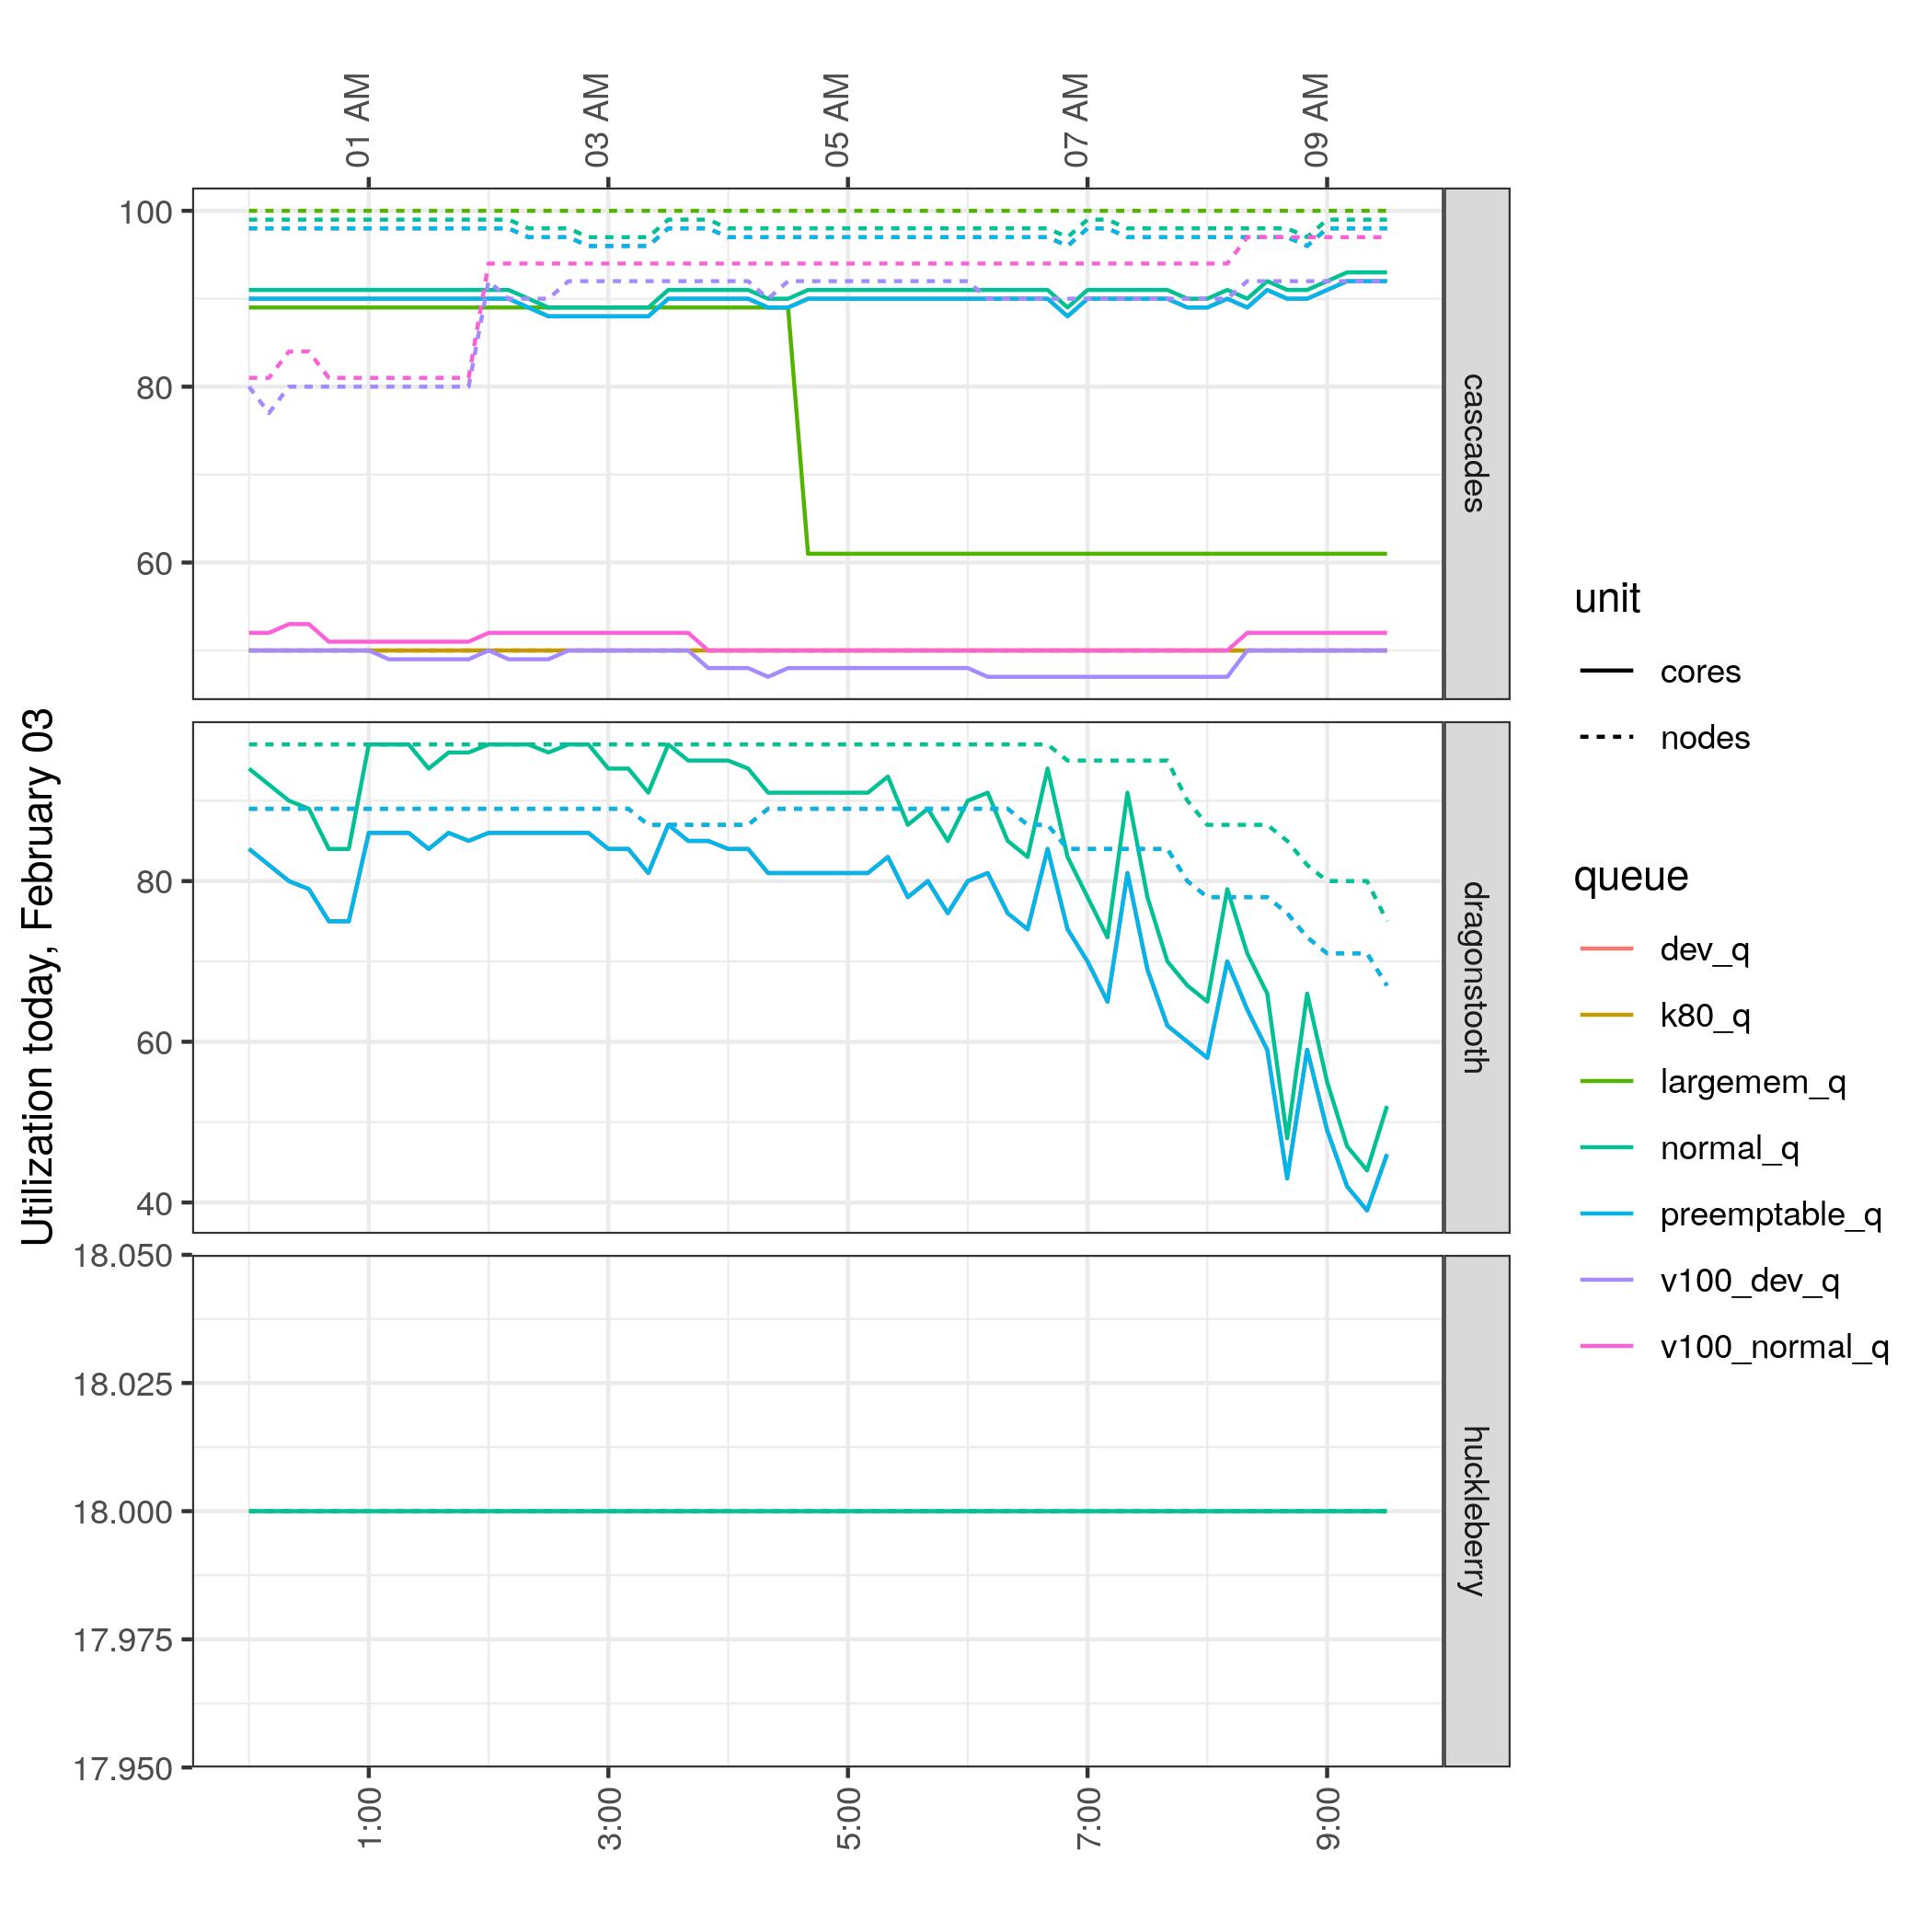 01 AM
03 AM
05 AM
07 AM
09 AM
100
80
60
cascades
80
60
40
dragonstooth
18.050
18.025
18.000
17.975
17.950
huckleberry
1:00
3:00
5:00
7:00
9:00
Utilization today, February 03
unit
cores
nodes
queue
dev_q
k80_q
largemem_q
normal_q
preemptable_q
v100_dev_q
v100_normal_q